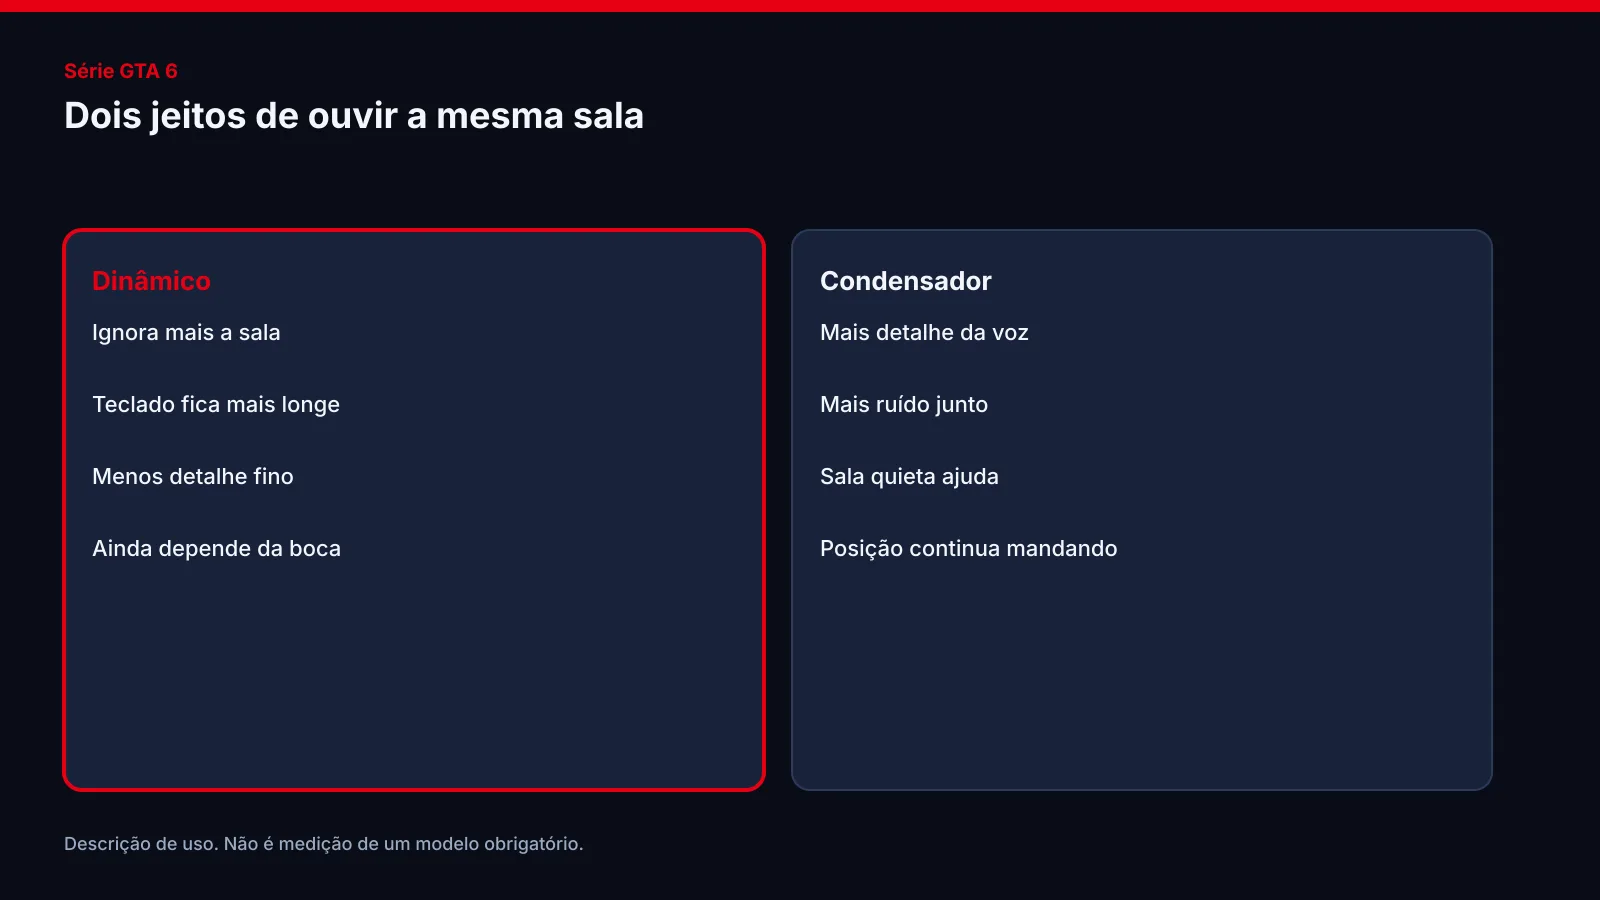 Série GTA 6
Dois jeitos de ouvir a mesma sala
Dinâmico
Ignora mais a sala
Teclado fica mais longe
Menos detalhe fino
Ainda depende da boca
Condensador
Mais detalhe da voz
Mais ruído junto
Sala quieta ajuda
Posição continua mandando
Descrição de uso. Não é medição de um modelo obrigatório.